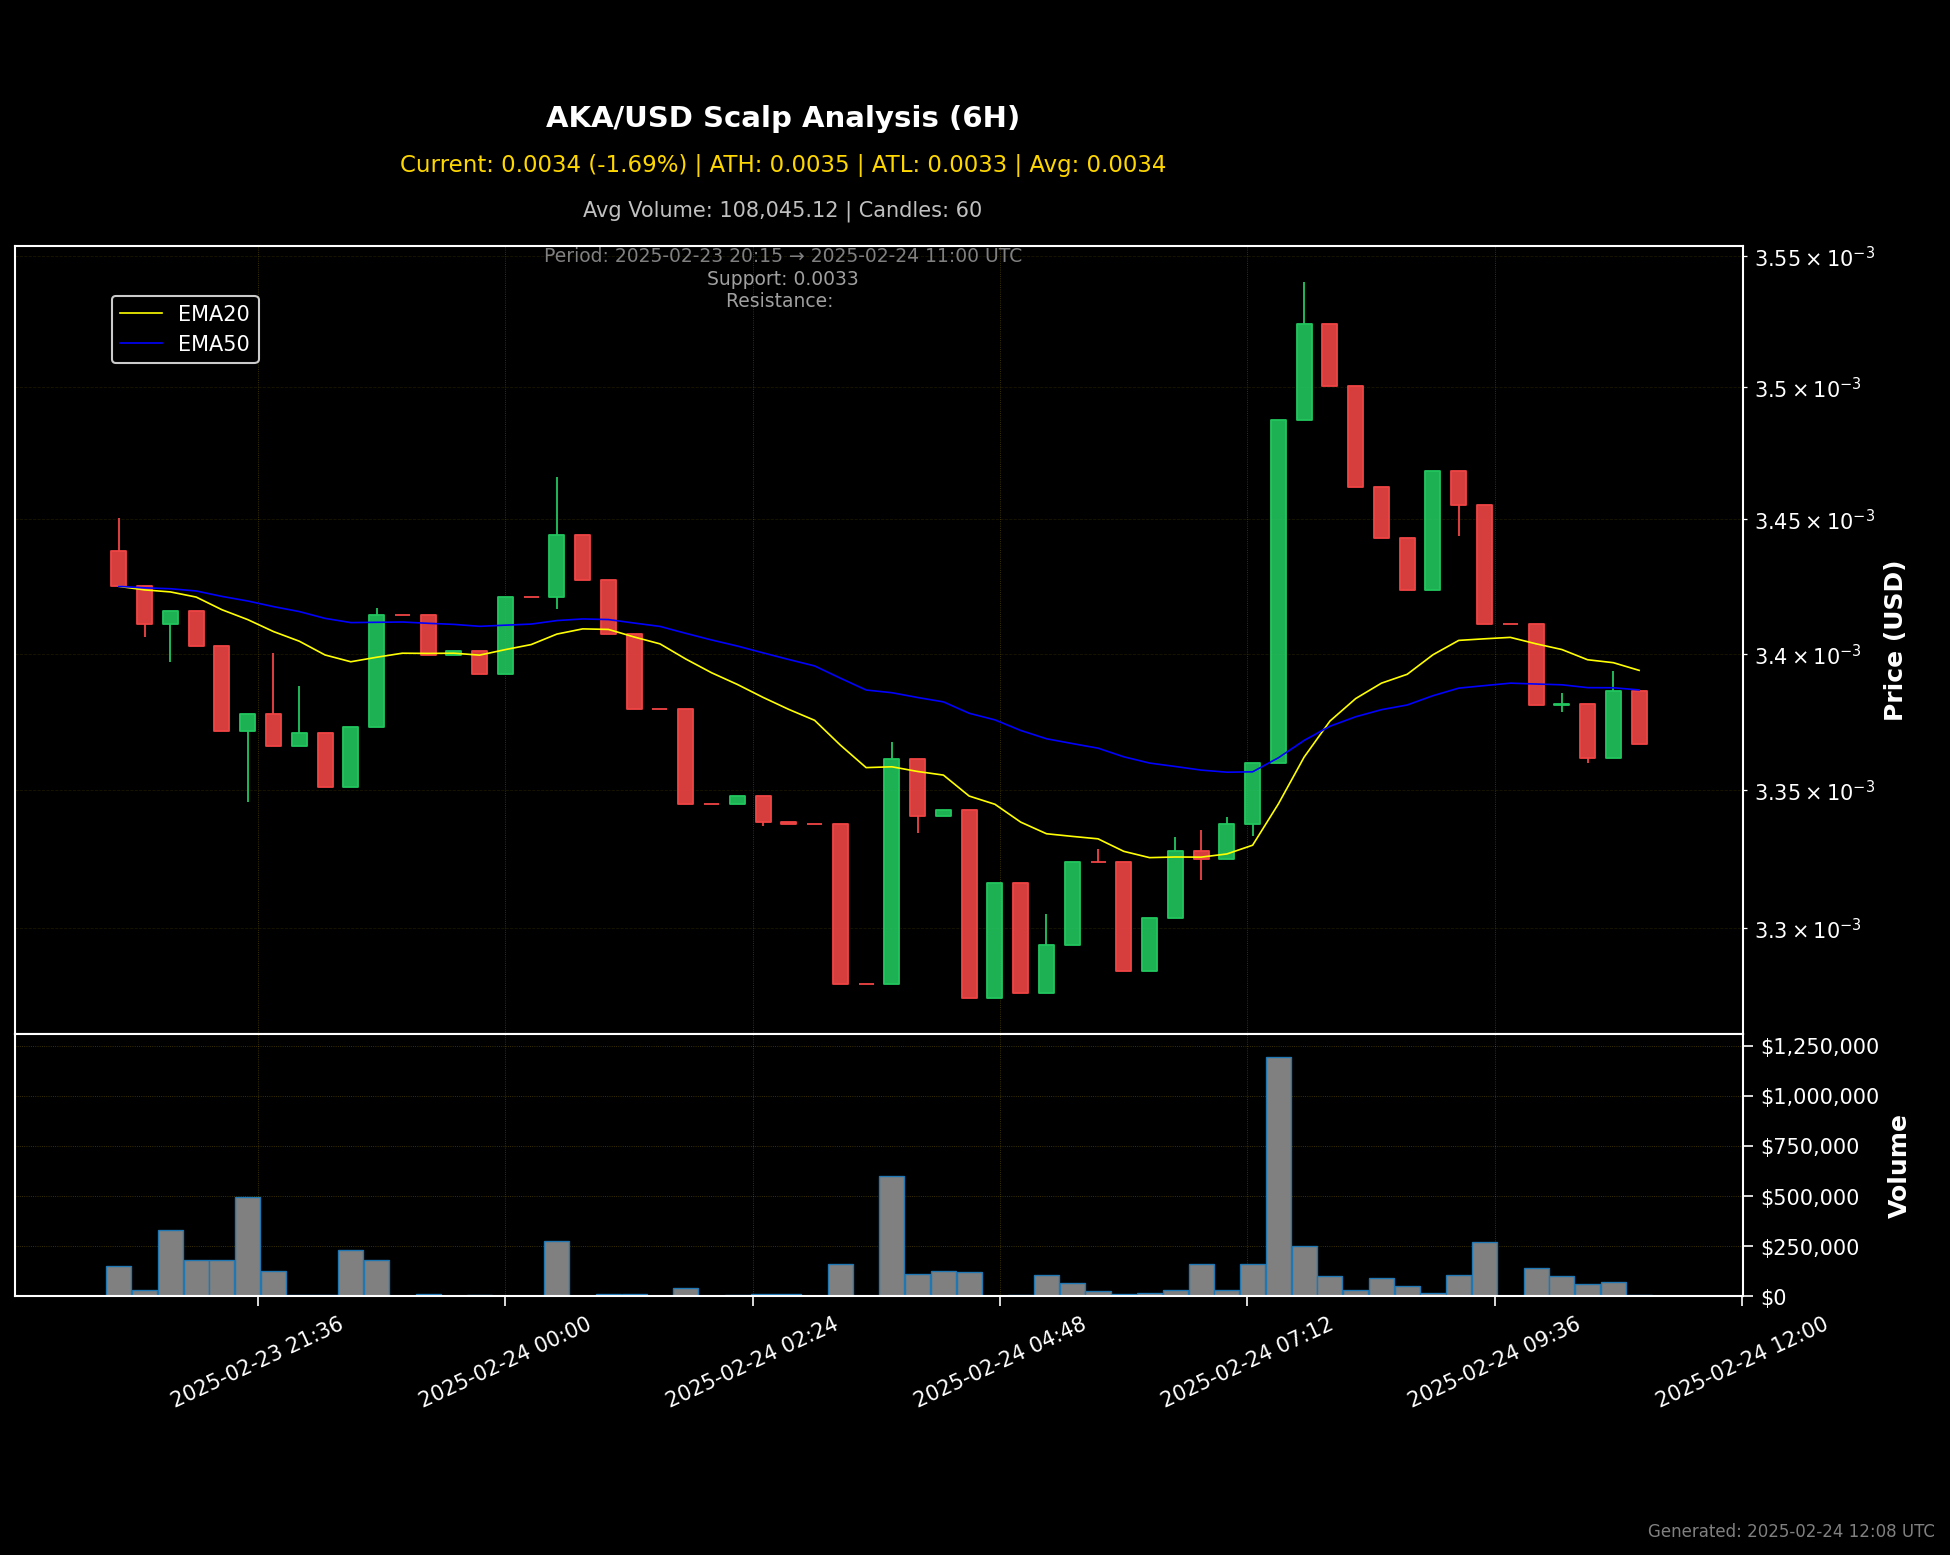 AKA/USD Scalp Analysis (6H)
Current: 0.0034 (-1.69%) | ATH: 0.0035 | ATL: 0.0033 | Avg: 0.0034
Avg Volume: 108,045.12 | Candles: 60
Period: 2025-02-23 20:15 → 2025-02-24 11:00 UTC
Support: 0.0033
Resistance:
EMA20
EMA50
3.55 × 10⁻³
3.5 × 10⁻³
3.45 × 10⁻³
3.4 × 10⁻³
3.35 × 10⁻³
3.3 × 10⁻³
Price (USD)
$1,250,000
$1,000,000
$750,000
$500,000
$250,000
$0
Volume
2025-02-23 21:36
2025-02-24 00:00
2025-02-24 02:24
2025-02-24 04:48
2025-02-24 07:12
2025-02-24 09:36
2025-02-24 12:00
Generated: 2025-02-24 12:08 UTC